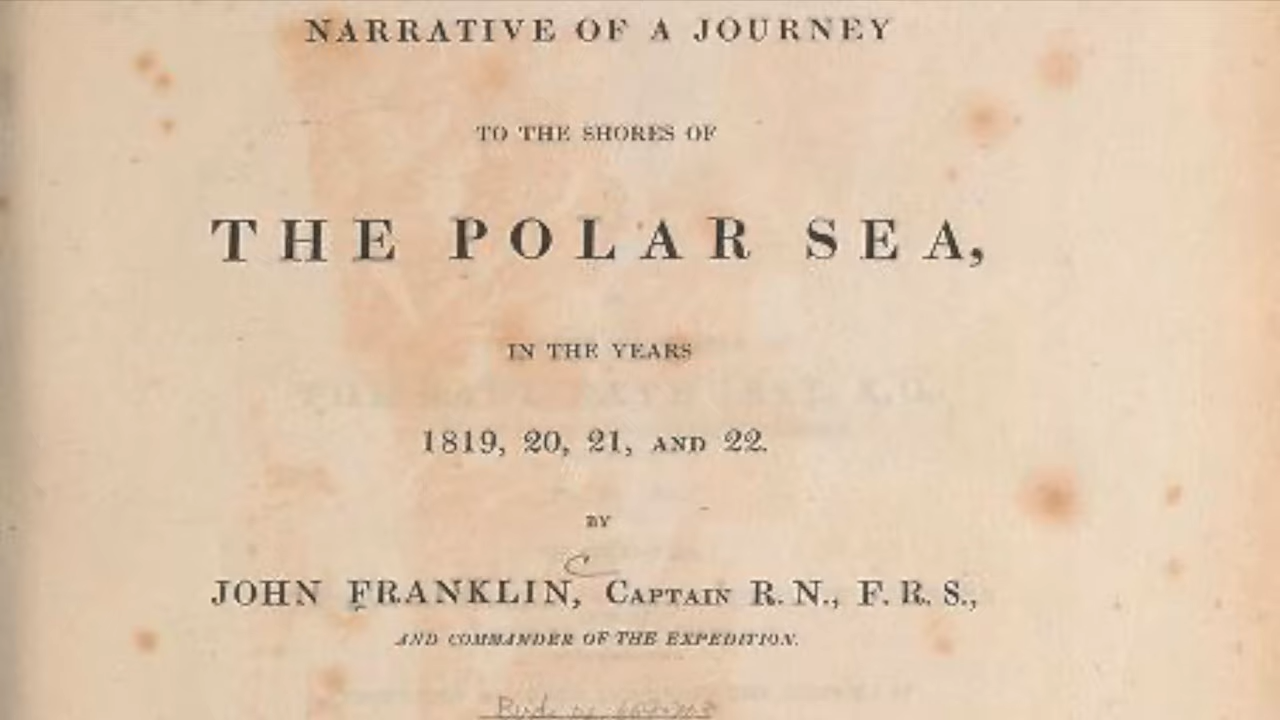 NARRATIVE OF A JOURNEY
TO THE SHORES OF
THE POLAR SEA,
IN THE YEARS
1819, 20, 21, AND 22.
BY
JOHN FRANKLIN, CAPTAIN R. N., F. R. S.,
AND COMMANDER OF THE EXPEDITION.